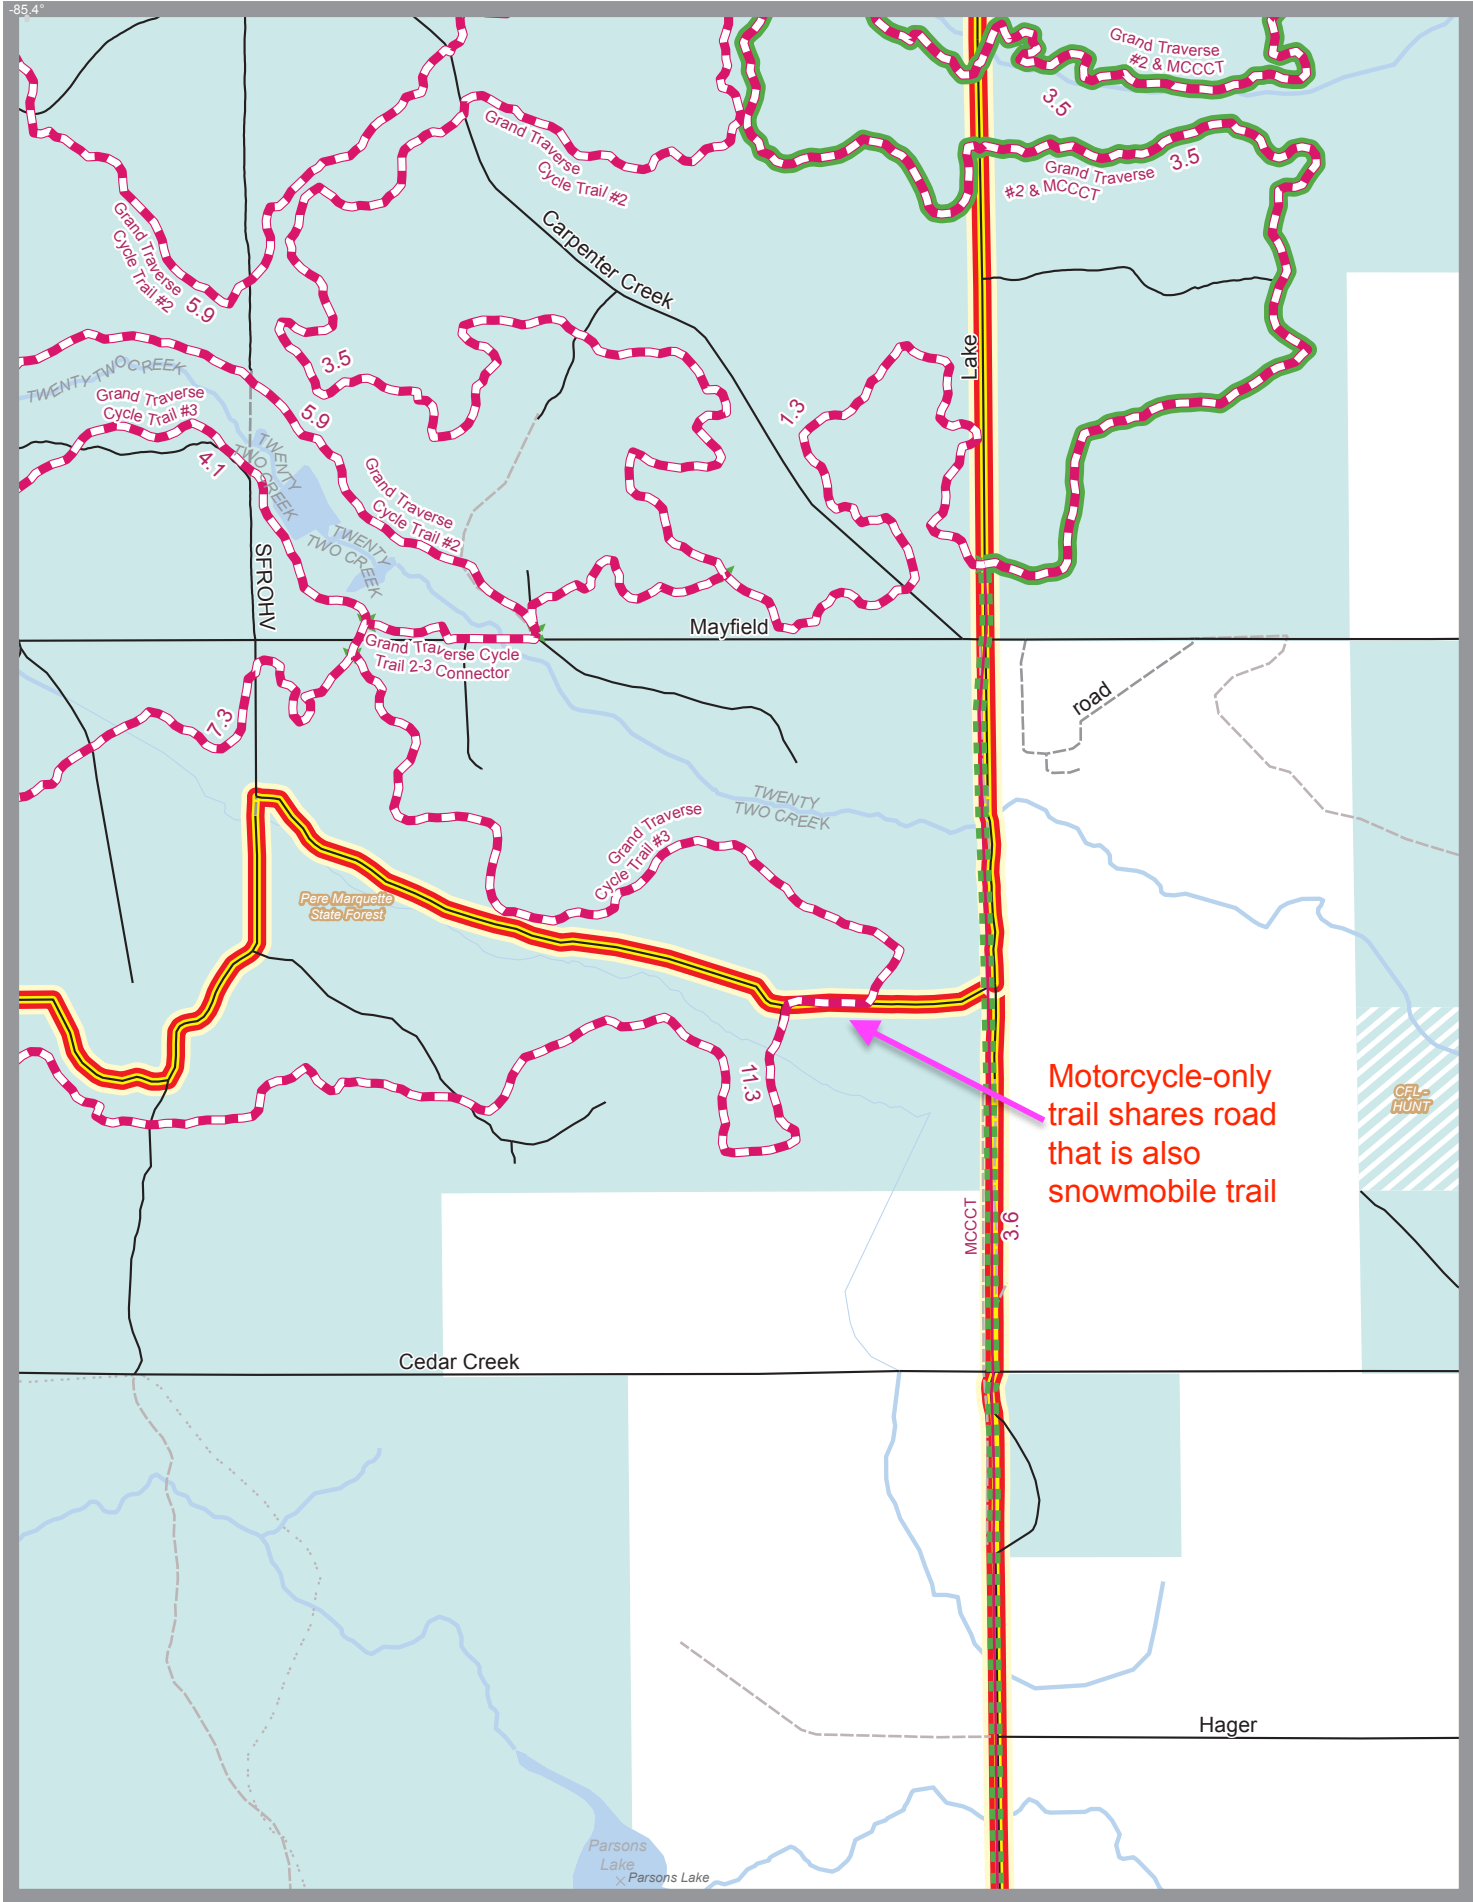 -85.4°
Grand Traverse
#2 & MCCCT
3.5
Grand Traverse
Cycle Trail #2
Grand Traverse
#2 & MCCCT
3.5
Grand Traverse
Cycle Trail #2
5.9
Carpenter Creek
Lake
3.5
TWENTY TWO CREEK
Grand Traverse
Cycle Trail #3
5.9
1.3
4.1
TWENTY
TWO CREEK
Grand Traverse
Cycle Trail #2
TWENTY
TWO CREEK
SFROHV
Mayfield
Grand Traverse Cycle
Trail 2-3 Connector
road
7.3
TWENTY
TWO CREEK
Grand Traverse
Cycle Trail #3
Pere Marquette
State Forest
11.3
Motorcycle-only
trail shares road
that is also
snowmobile trail
CFL -
HUNT
MCCCT
3.6
Cedar Creek
Hager
Parsons
Lake
Parsons Lake